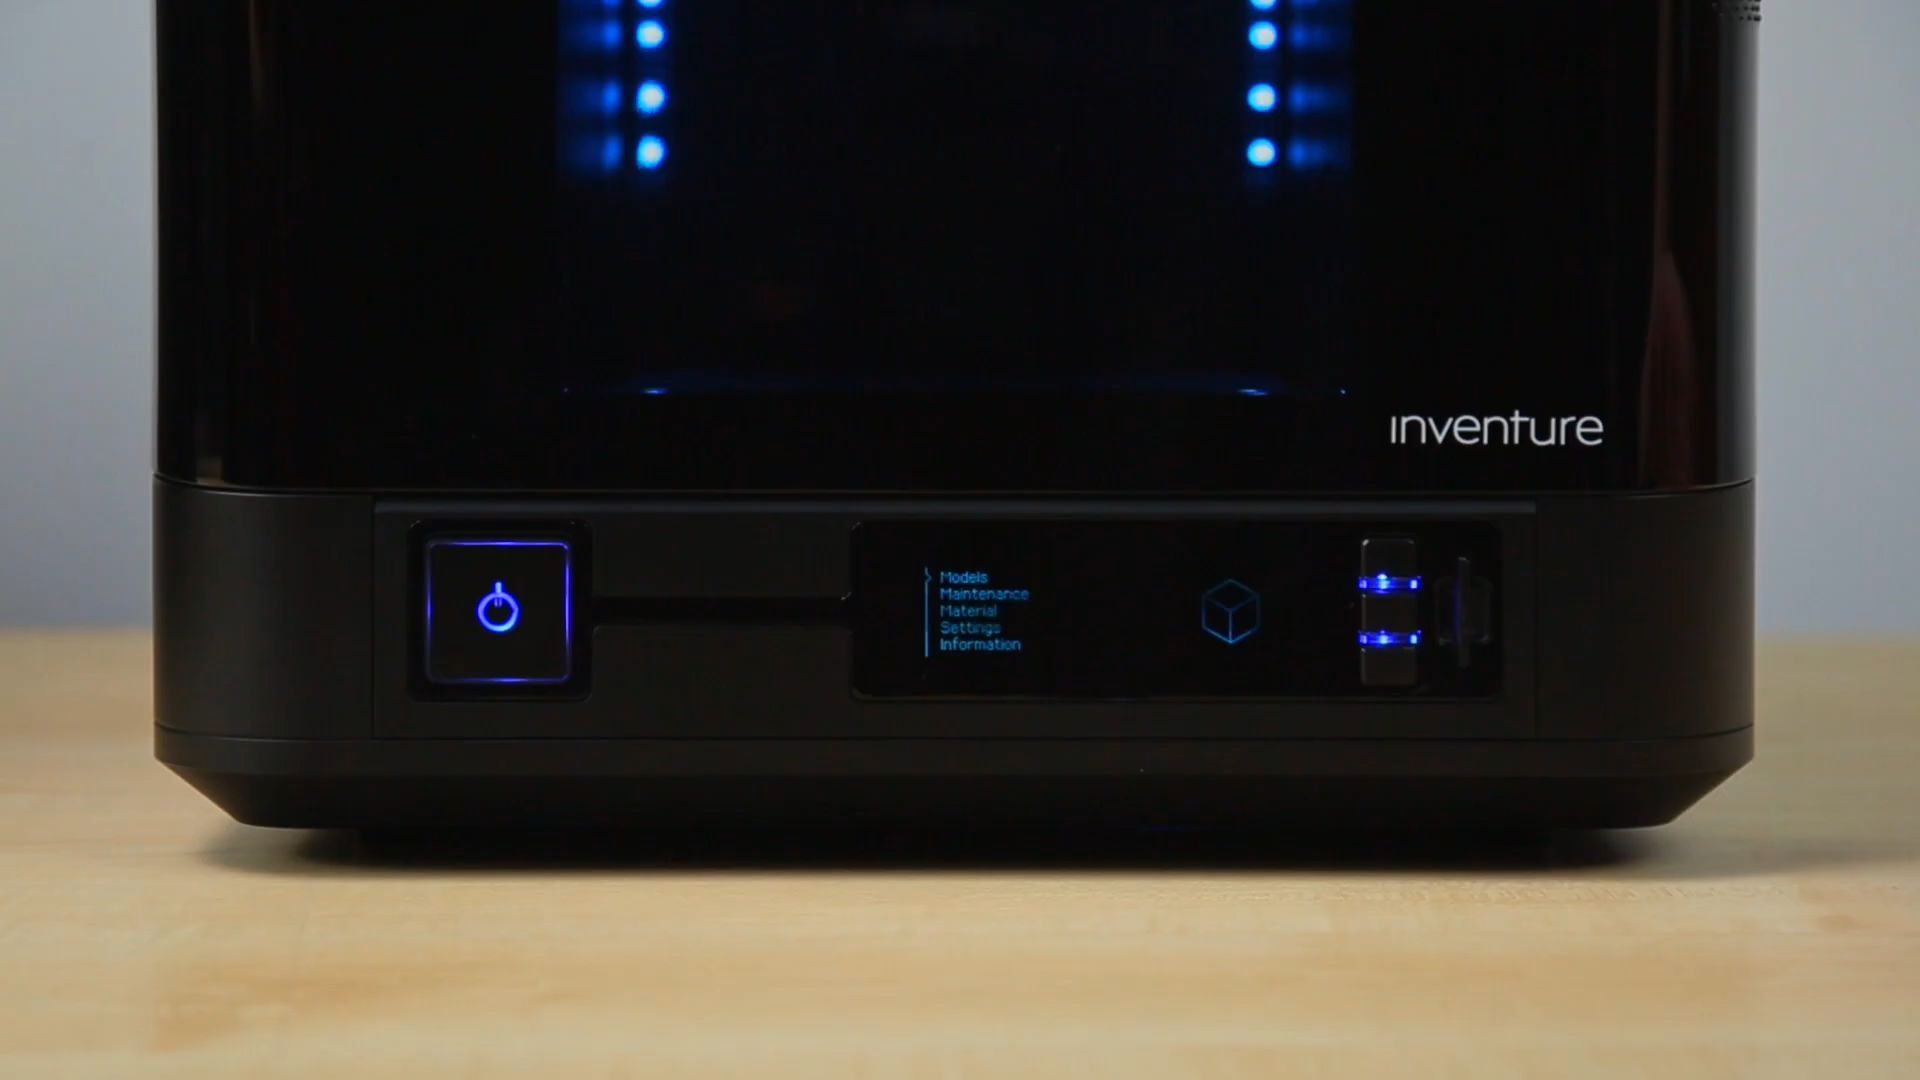 inventure
Models
Maintenance
Material
Settings
Information